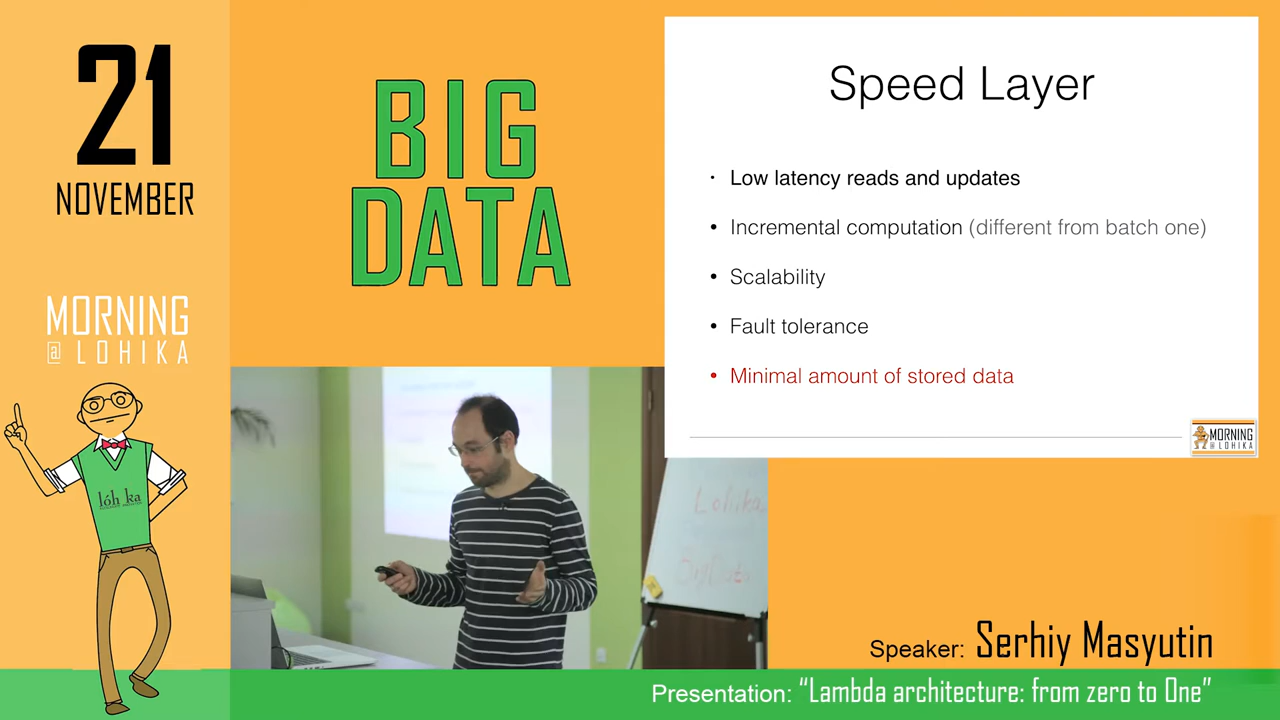 21
NOVEMBER
MORNING
@ LOHIKA
lóh ka
BIG
DATA
Speed Layer
• Low latency reads and updates
• Incremental computation (different from batch one)
• Scalability
• Fault tolerance
• Minimal amount of stored data
MORNING
@ LOHIKA
Lohika
BigData
Speaker: Serhiy Masyutin
Presentation: “Lambda architecture: from zero to One”